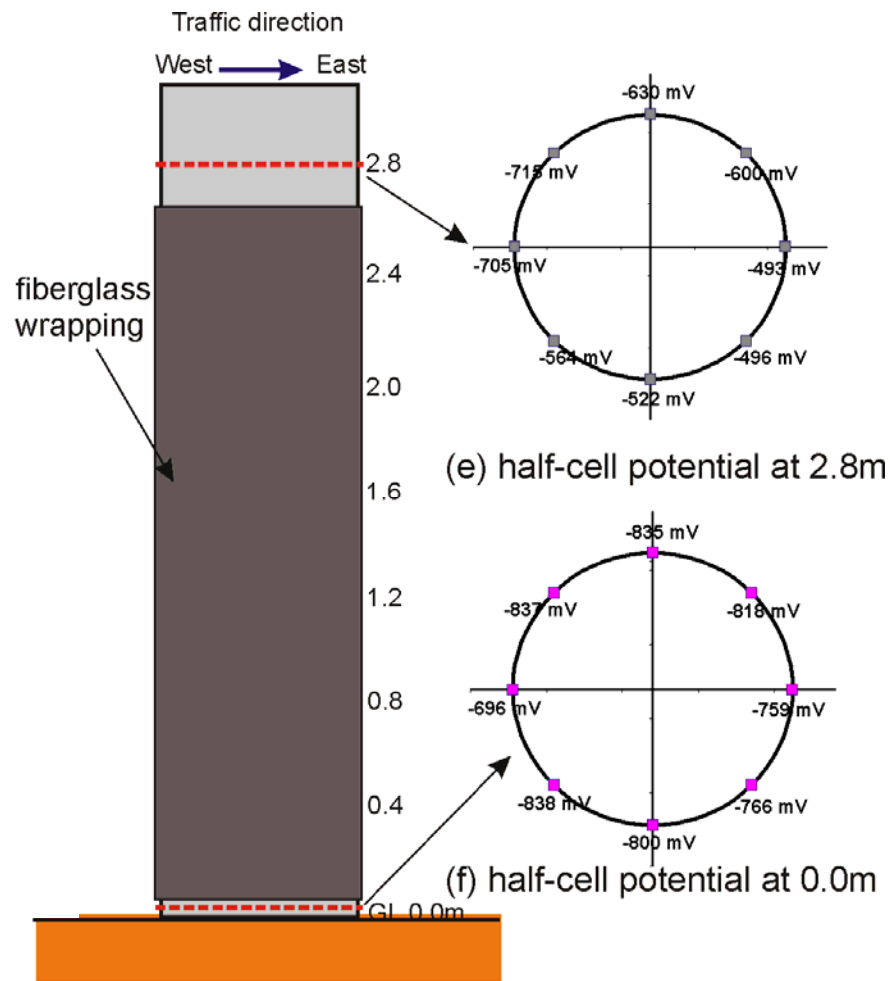 Traffic direction
West East
2.8
2.4
2.0
1.6
1.2
0.8
0.4
GL 0.0m
fiberglass
wrapping
-630 mV
-715 mV
-600 mV
-705 mV
-493 mV
-564 mV
-496 mV
-522 mV
(e) half-cell potential at 2.8m
-835 mV
-837 mV
-818 mV
-696 mV
-759 mV
-838 mV
-766 mV
-800 mV
(f) half-cell potential at 0.0m